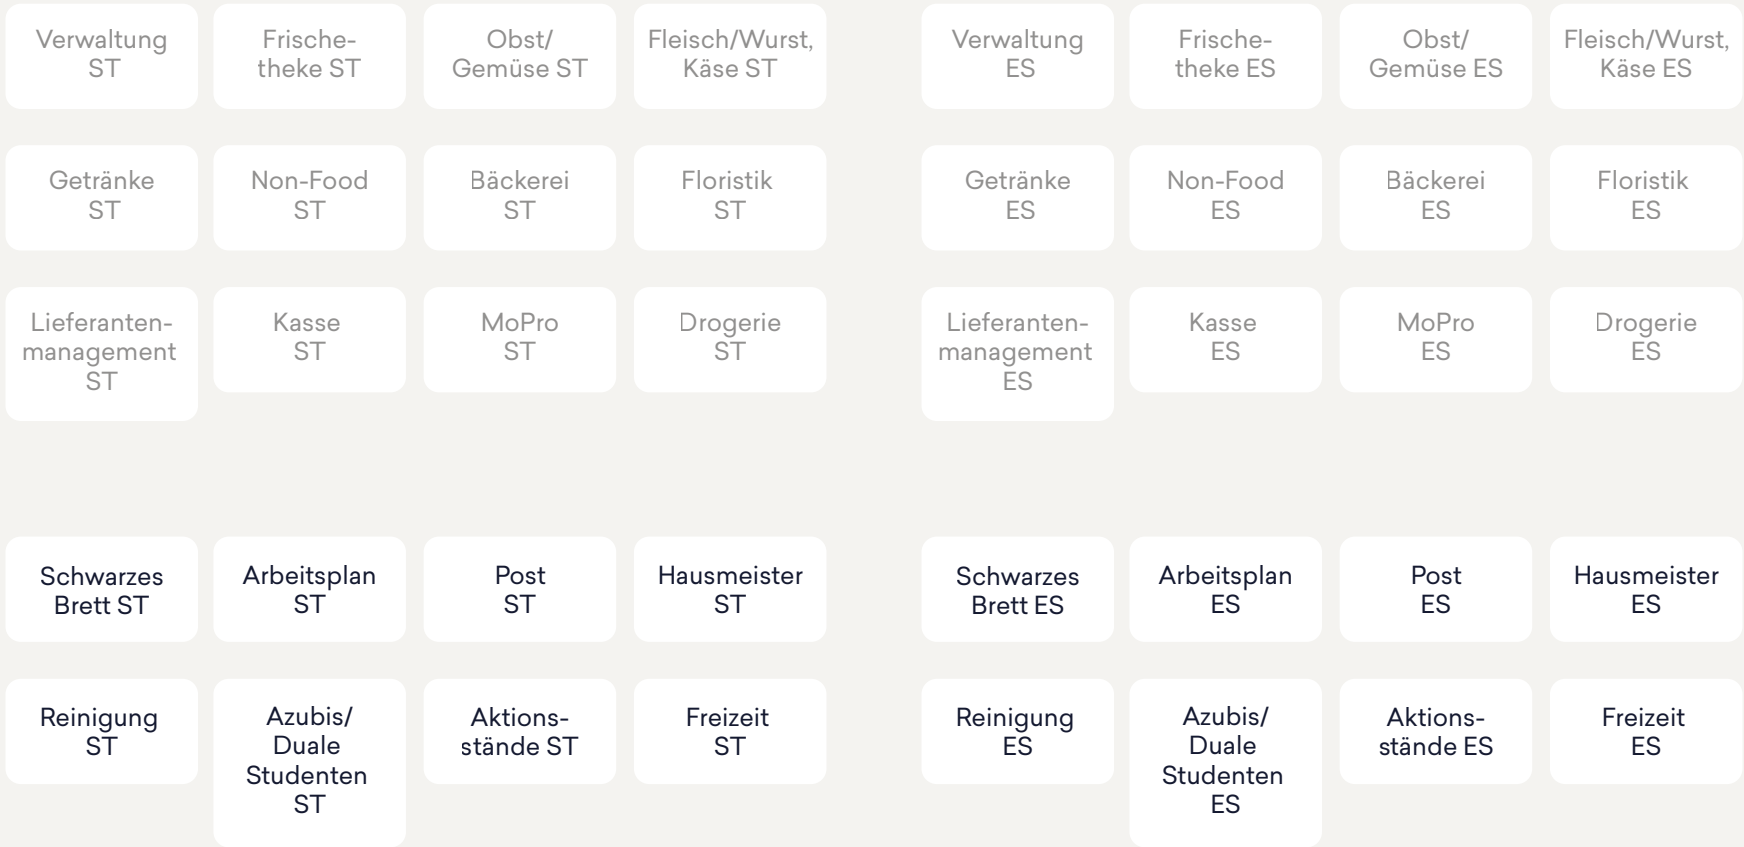 Verwaltung
ST
Frische-
theke ST
Obst/
Gemüse ST
Fleisch/Wurst,
Käse ST
Verwaltung
ES
Frische-
theke ES
Obst/
Gemüse ES
Fleisch/Wurst,
Käse ES
Getränke
ST
Non-Food
ST
Bäckerei
ST
Floristik
ST
Getränke
ES
Non-Food
ES
Bäckerei
ES
Floristik
ES
Lieferanten-
management
ST
Kasse
ST
MoPro
ST
Drogerie
ST
Lieferanten-
management
ES
Kasse
ES
MoPro
ES
Drogerie
ES
Schwarzes
Brett ST
Arbeitsplan
ST
Post
ST
Hausmeister
ST
Schwarzes
Brett ES
Arbeitsplan
ES
Post
ES
Hausmeister
ES
Reinigung
ST
Azubis/
Duale
Studenten
ST
Aktions-
stände ST
Freizeit
ST
Reinigung
ES
Azubis/
Duale
Studenten
ES
Aktions-
stände ES
Freizeit
ES